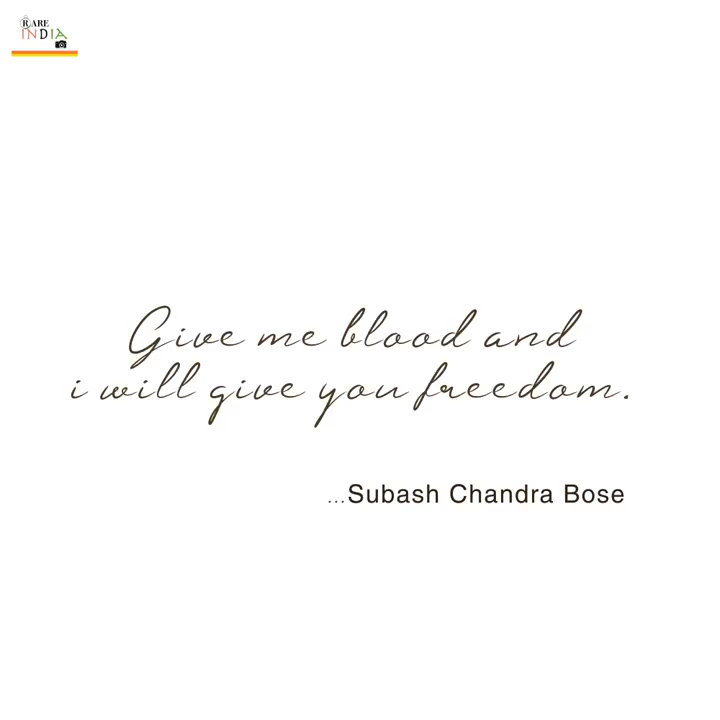 RARE
INDIA
Give me blood and
i will give you freedom.
...Subash Chandra Bose